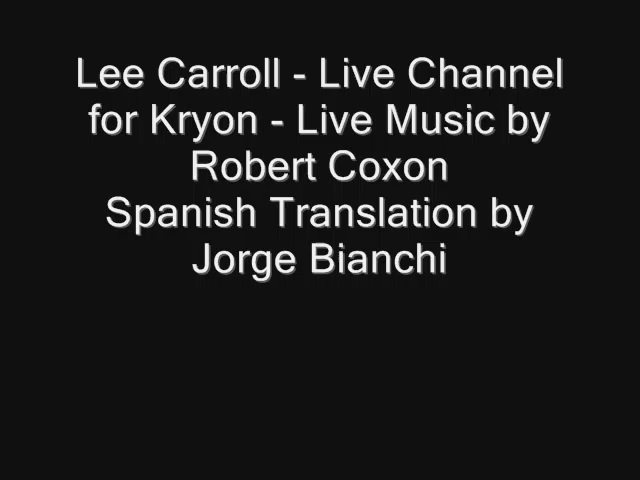 Lee Carroll - Live Channel
for Kryon - Live Music by
Robert Coxon
Spanish Translation by
Jorge Bianchi